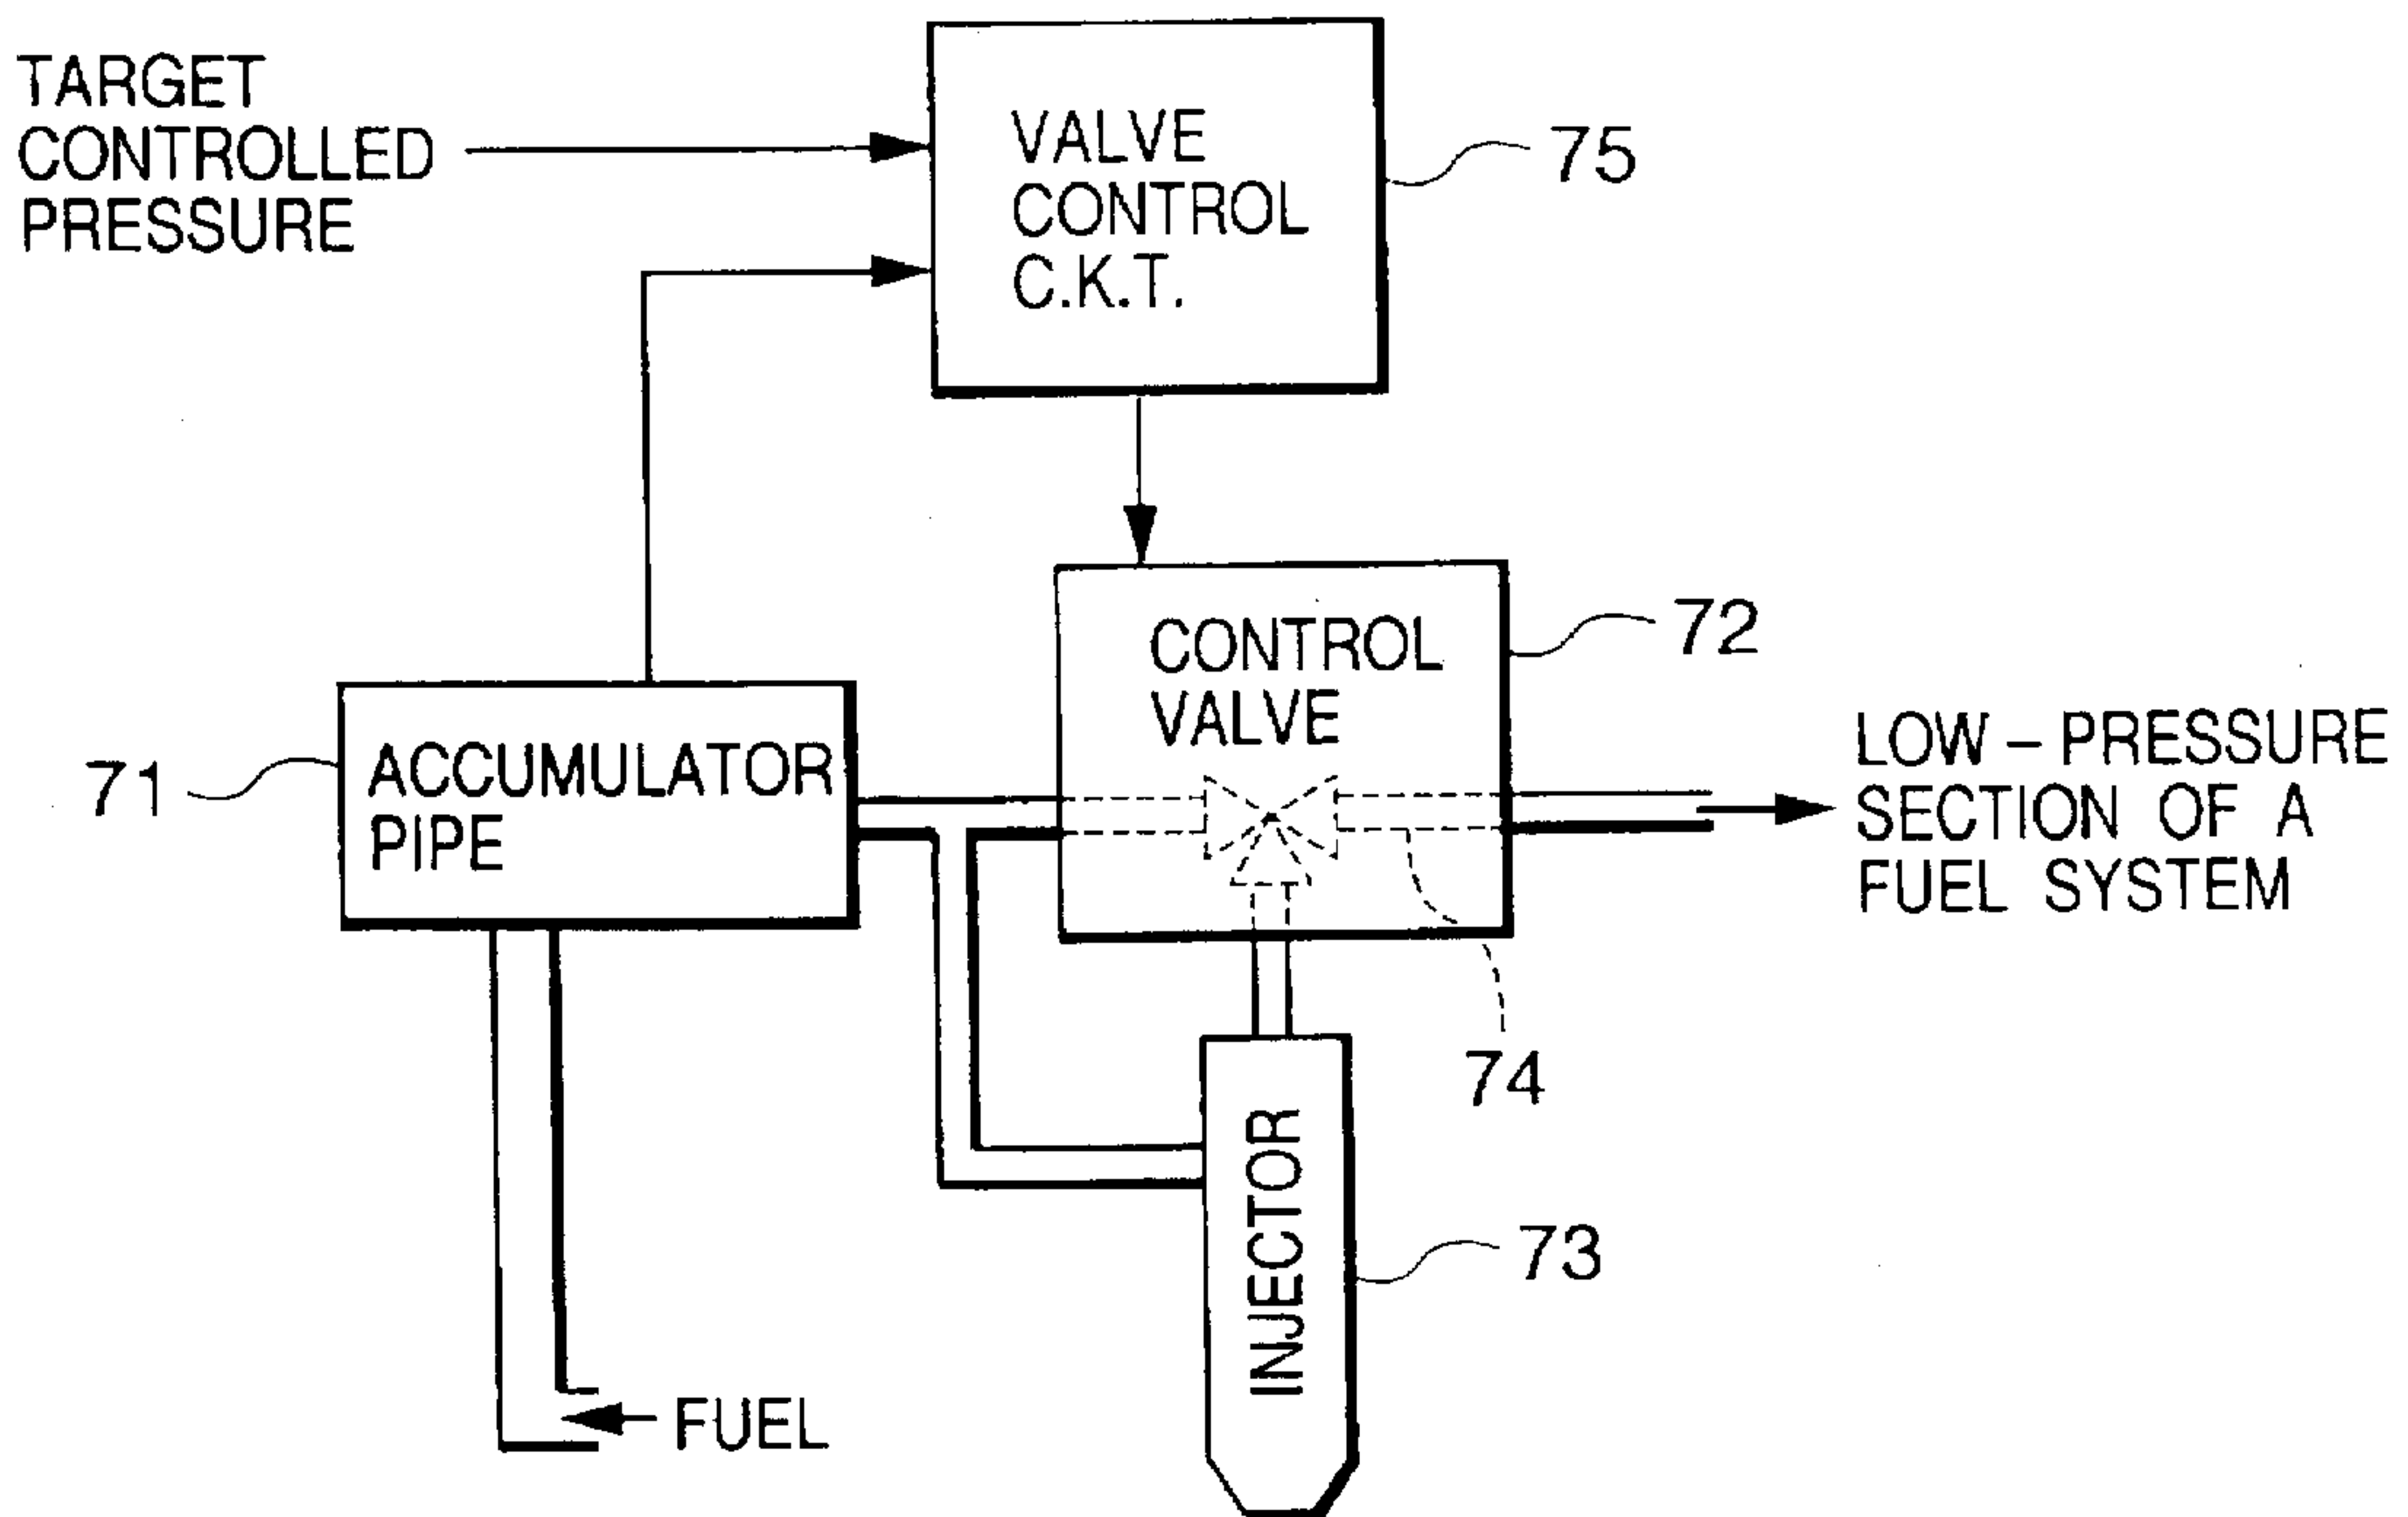 TARGET
CONTROLLED
PRESSURE
VALVE
CONTROL
C.K.T.
75
CONTROL
VALVE
72
71
ACCUMULATOR
PIPE
LOW-PRESSURE
SECTION OF A
FUEL SYSTEM
74
INJECTOR
73
FUEL